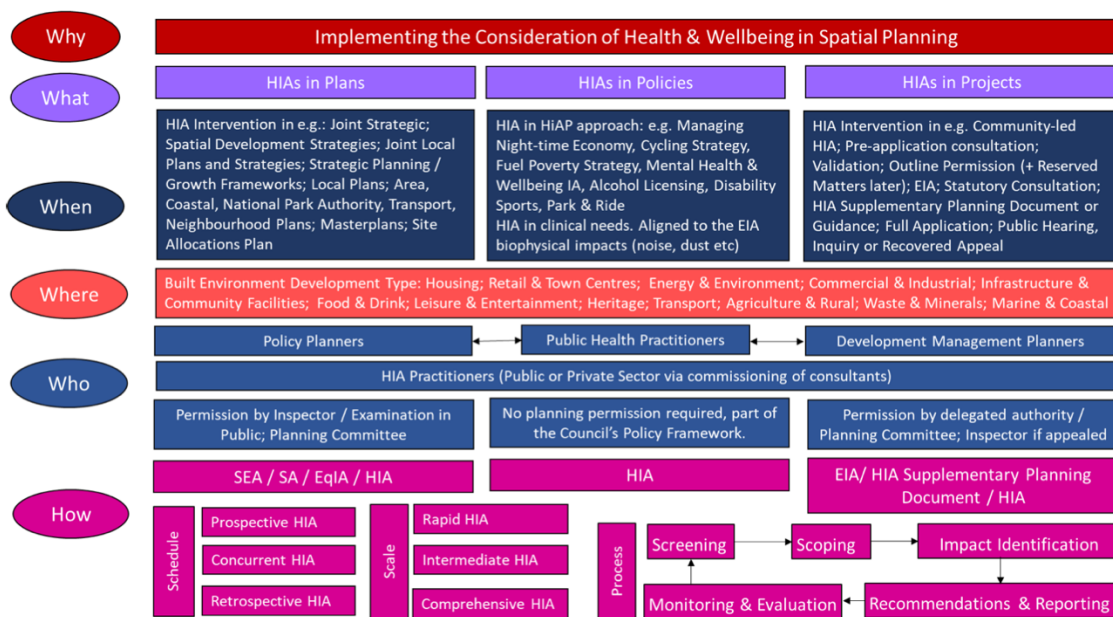 Why
Implementing the Consideration of Health & Wellbeing in Spatial Planning
What
HIAs in Plans
HIAs in Policies
HIAs in Projects
When
HIA Intervention in e.g.: Joint Strategic;
Spatial Development Strategies; Joint Local
Plans and Strategies; Strategic Planning /
Growth Frameworks; Local Plans; Area,
Coastal, National Park Authority, Transport,
Neighbourhood Plans; Masterplans; Site
Allocations Plan
HIA in HiAP approach: e.g. Managing
Night-time Economy, Cycling Strategy,
Fuel Poverty Strategy, Mental Health &
Wellbeing IA, Alcohol Licensing, Disability
Sports, Park & Ride
HIA in clinical needs. Aligned to the EIA
biophysical impacts (noise, dust etc)
HIA Intervention in e.g. Community-led
HIA; Pre-application consultation;
Validation; Outline Permission (+ Reserved
Matters later); EIA; Statutory Consultation;
HIA Supplementary Planning Document or
Guidance; Full Application; Public Hearing,
Inquiry or Recovered Appeal
Where
Built Environment Development Type: Housing; Retail & Town Centres; Energy & Environment; Commercial & Industrial; Infrastructure &
Community Facilities; Food & Drink; Leisure & Entertainment; Heritage; Transport; Agriculture & Rural; Waste & Minerals; Marine & Coastal
Who
Policy Planners
Public Health Practitioners
Development Management Planners
HIA Practitioners (Public or Private Sector via commissioning of consultants)
Permission by Inspector / Examination in
Public; Planning Committee
No planning permission required, part of
the Council's Policy Framework.
Permission by delegated authority /
Planning Committee; Inspector if appealed
How
SEA / SA / EqIA / HIA
HIA
EIA/ HIA Supplementary Planning
Document / HIA
Schedule
Prospective HIA
Concurrent HIA
Retrospective HIA
Scale
Rapid HIA
Intermediate HIA
Comprehensive HIA
Process
Screening
Scoping
Impact Identification
Monitoring & Evaluation
Recommendations & Reporting